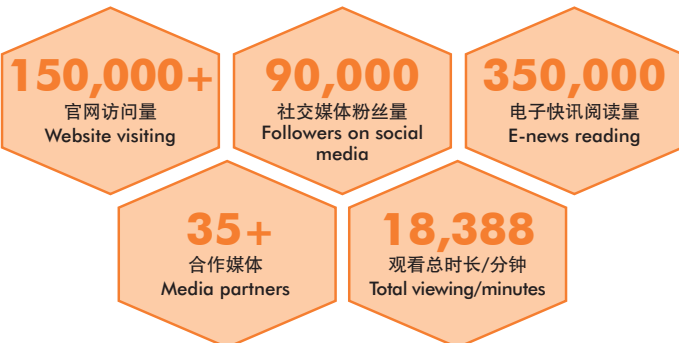 150,000+
官网访问量
Website visiting
90,000
社交媒体粉丝量
Followers on social
media
350,000
电子快讯阅读量
E-news reading
35+
合作媒体
Media partners
18,388
观看总时长/分钟
Total viewing/minutes